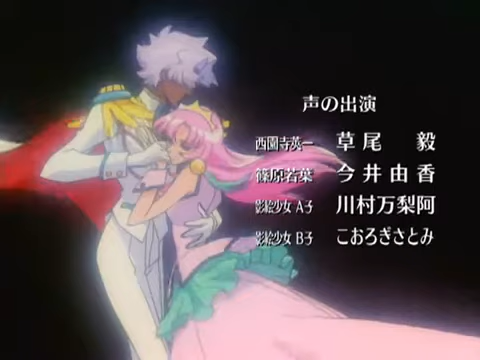 声の出演
西園寺莢一 草尾 毅
篠原若葉 今井由香
影絵少女A子 川村万梨阿
影絵少女B子 こおろぎさとみ